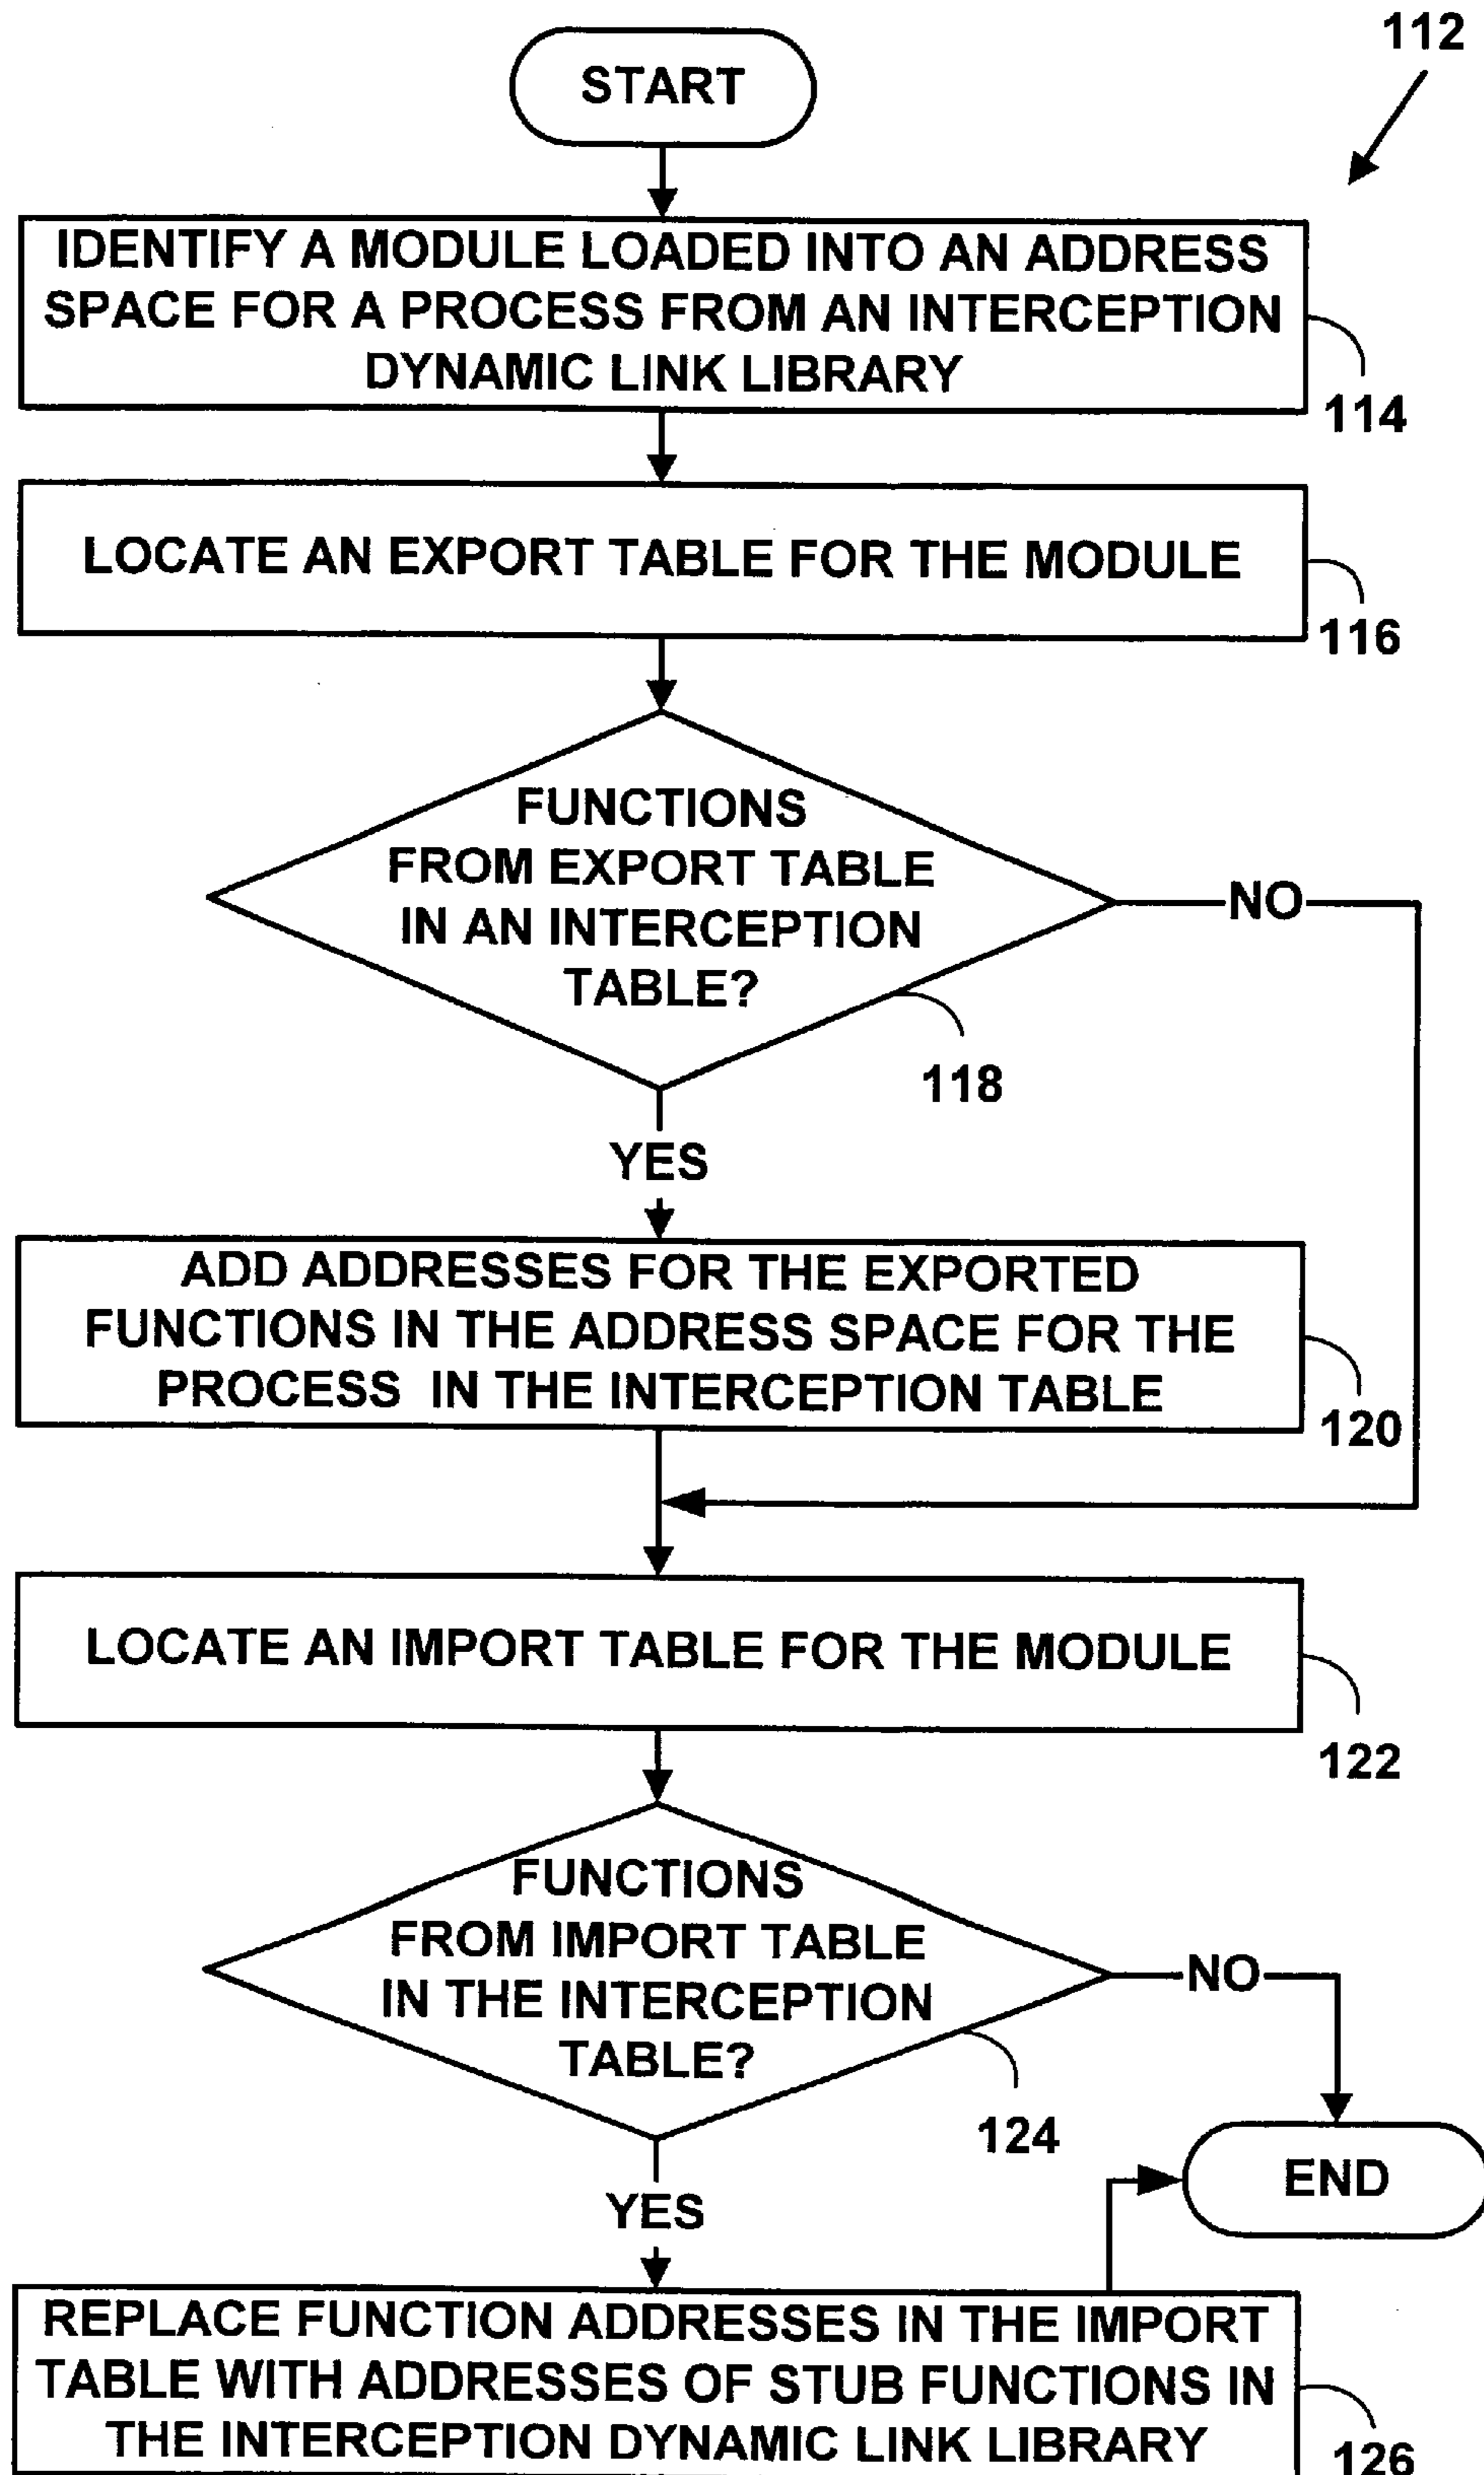 112
START
IDENTIFY A MODULE LOADED INTO AN ADDRESS
SPACE FOR A PROCESS FROM AN INTERCEPTION
DYNAMIC LINK LIBRARY
114
LOCATE AN EXPORT TABLE FOR THE MODULE
116
FUNCTIONS
FROM EXPORT TABLE
IN AN INTERCEPTION
TABLE?
NO
118
YES
ADD ADDRESSES FOR THE EXPORTED
FUNCTIONS IN THE ADDRESS SPACE FOR THE
PROCESS IN THE INTERCEPTION TABLE
120
LOCATE AN IMPORT TABLE FOR THE MODULE
122
FUNCTIONS
FROM IMPORT TABLE
IN THE INTERCEPTION
TABLE?
NO
124
END
YES
REPLACE FUNCTION ADDRESSES IN THE IMPORT
TABLE WITH ADDRESSES OF STUB FUNCTIONS IN
THE INTERCEPTION DYNAMIC LINK LIBRARY
126